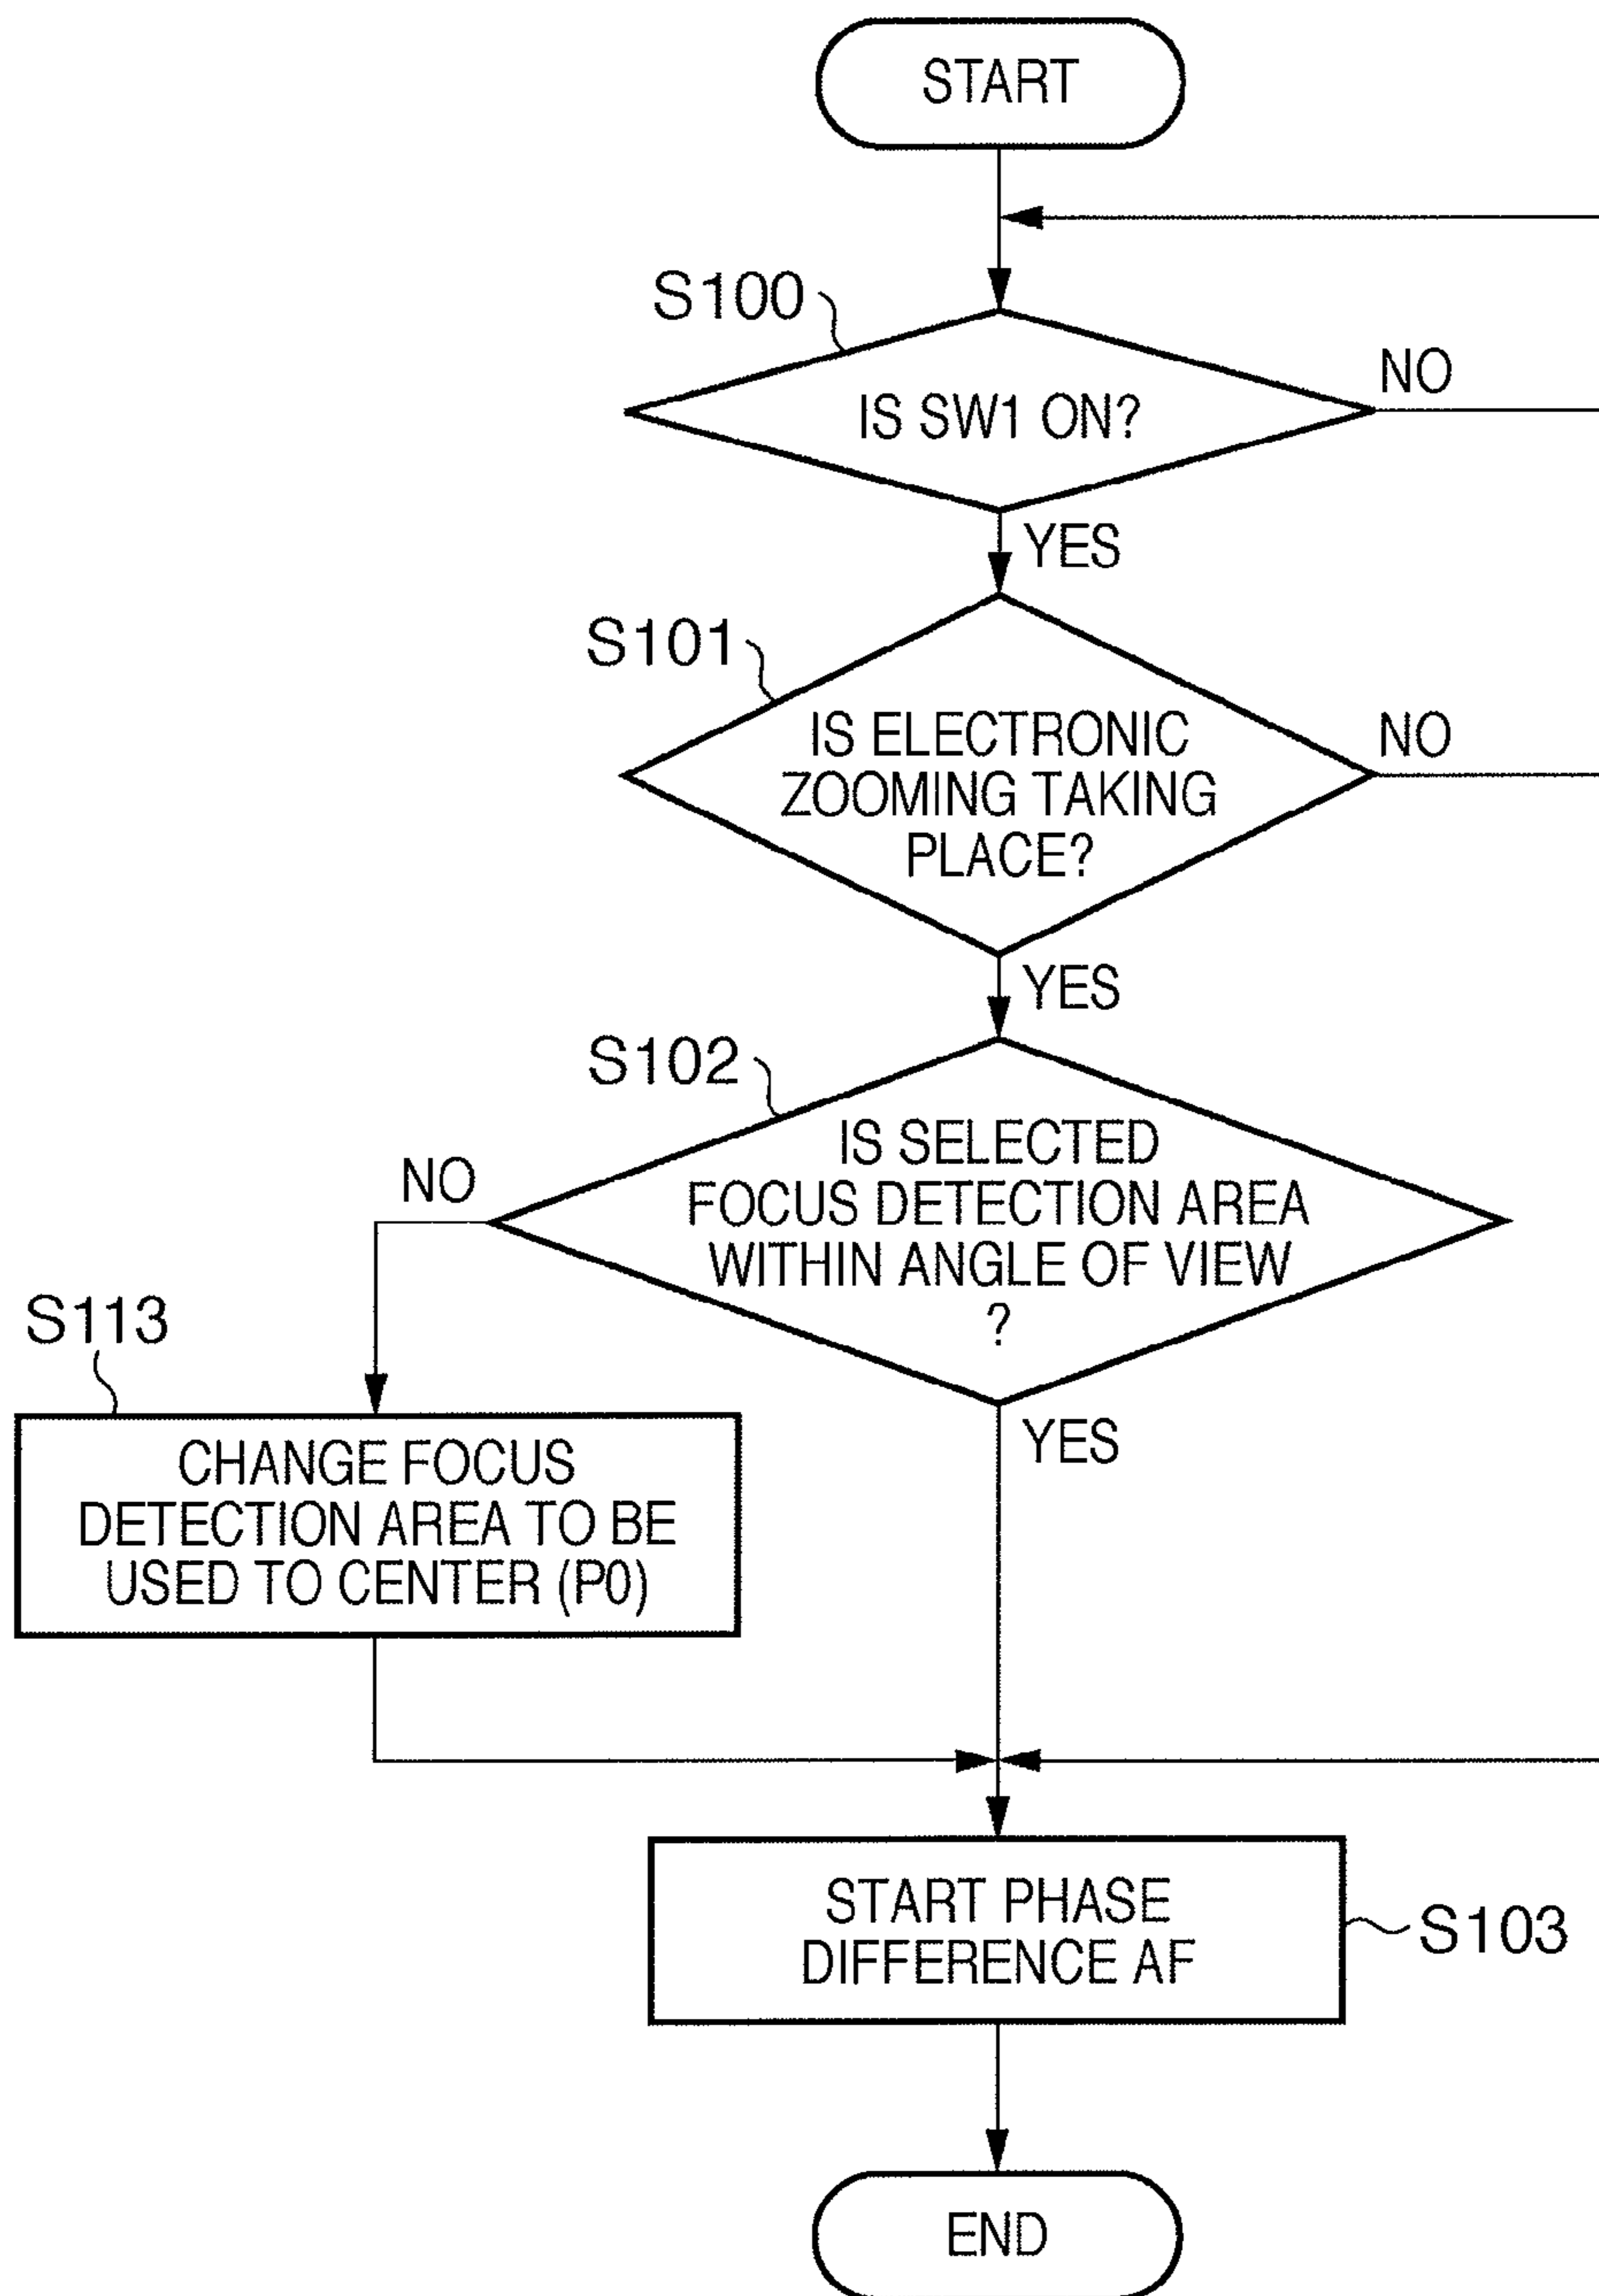 START
S100
IS SW1 ON?
NO
YES
S101
IS ELECTRONIC
ZOOMING TAKING
PLACE?
NO
YES
S102
IS SELECTED
FOCUS DETECTION AREA
WITHIN ANGLE OF VIEW
?
NO
YES
S113
CHANGE FOCUS
DETECTION AREA TO BE
USED TO CENTER (P0)
START PHASE
DIFFERENCE AF
S103
END